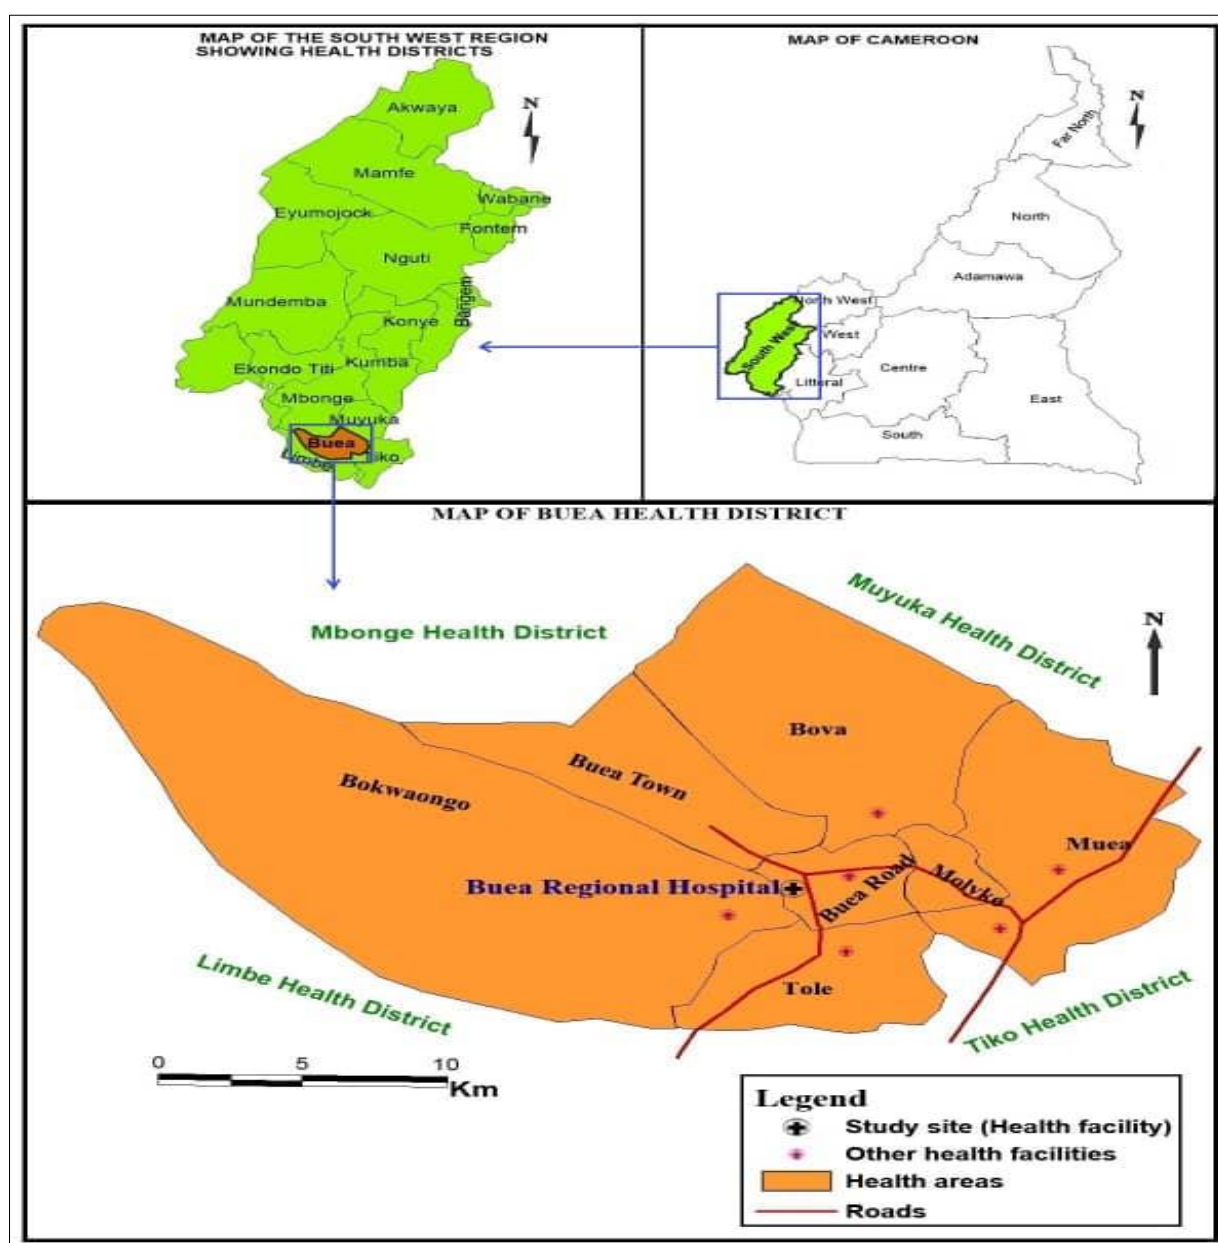 MAP OF THE SOUTH WEST REGION
SHOWING HEALTH DISTRICTS
N
Akwaya
Mamfe
Wabane
Eyumojock
Fontem
Nguti
Bangem
Mundemba
Konye
Kumba
Ekondo Titi
Mbonge
Muyuka
Buea
Limbe
Tiko
MAP OF CAMEROON
N
Far North
North
Adamawa
North West
West
South West
Littoral
Centre
East
South
MAP OF BUEA HEALTH DISTRICT
Mbonge Health District
Muyuka Health District
N
Bova
Buea Town
Bokwaongo
Muea
Buea Regional Hospital
Buea Road
Molyko
Tole
Limbe Health District
Tiko Health District
0 5 10
Km
Legend
Study site (Health facility)
Other health facilities
Health areas
Roads